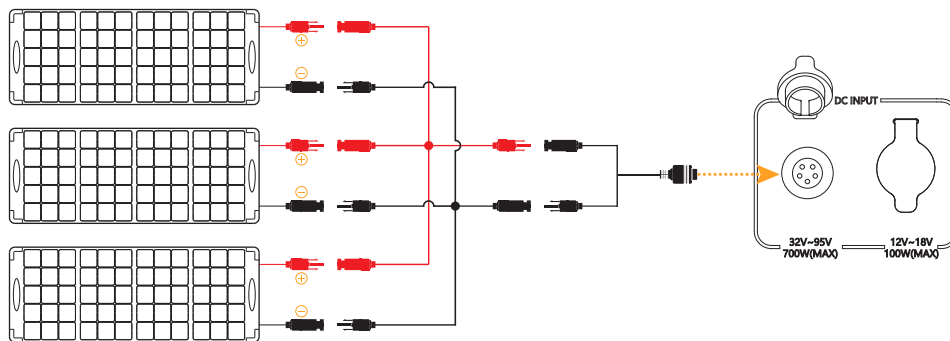 +
−
+
−
+
−
DC INPUT
32V~95V
700W(MAX)
12V~18V
100W(MAX)